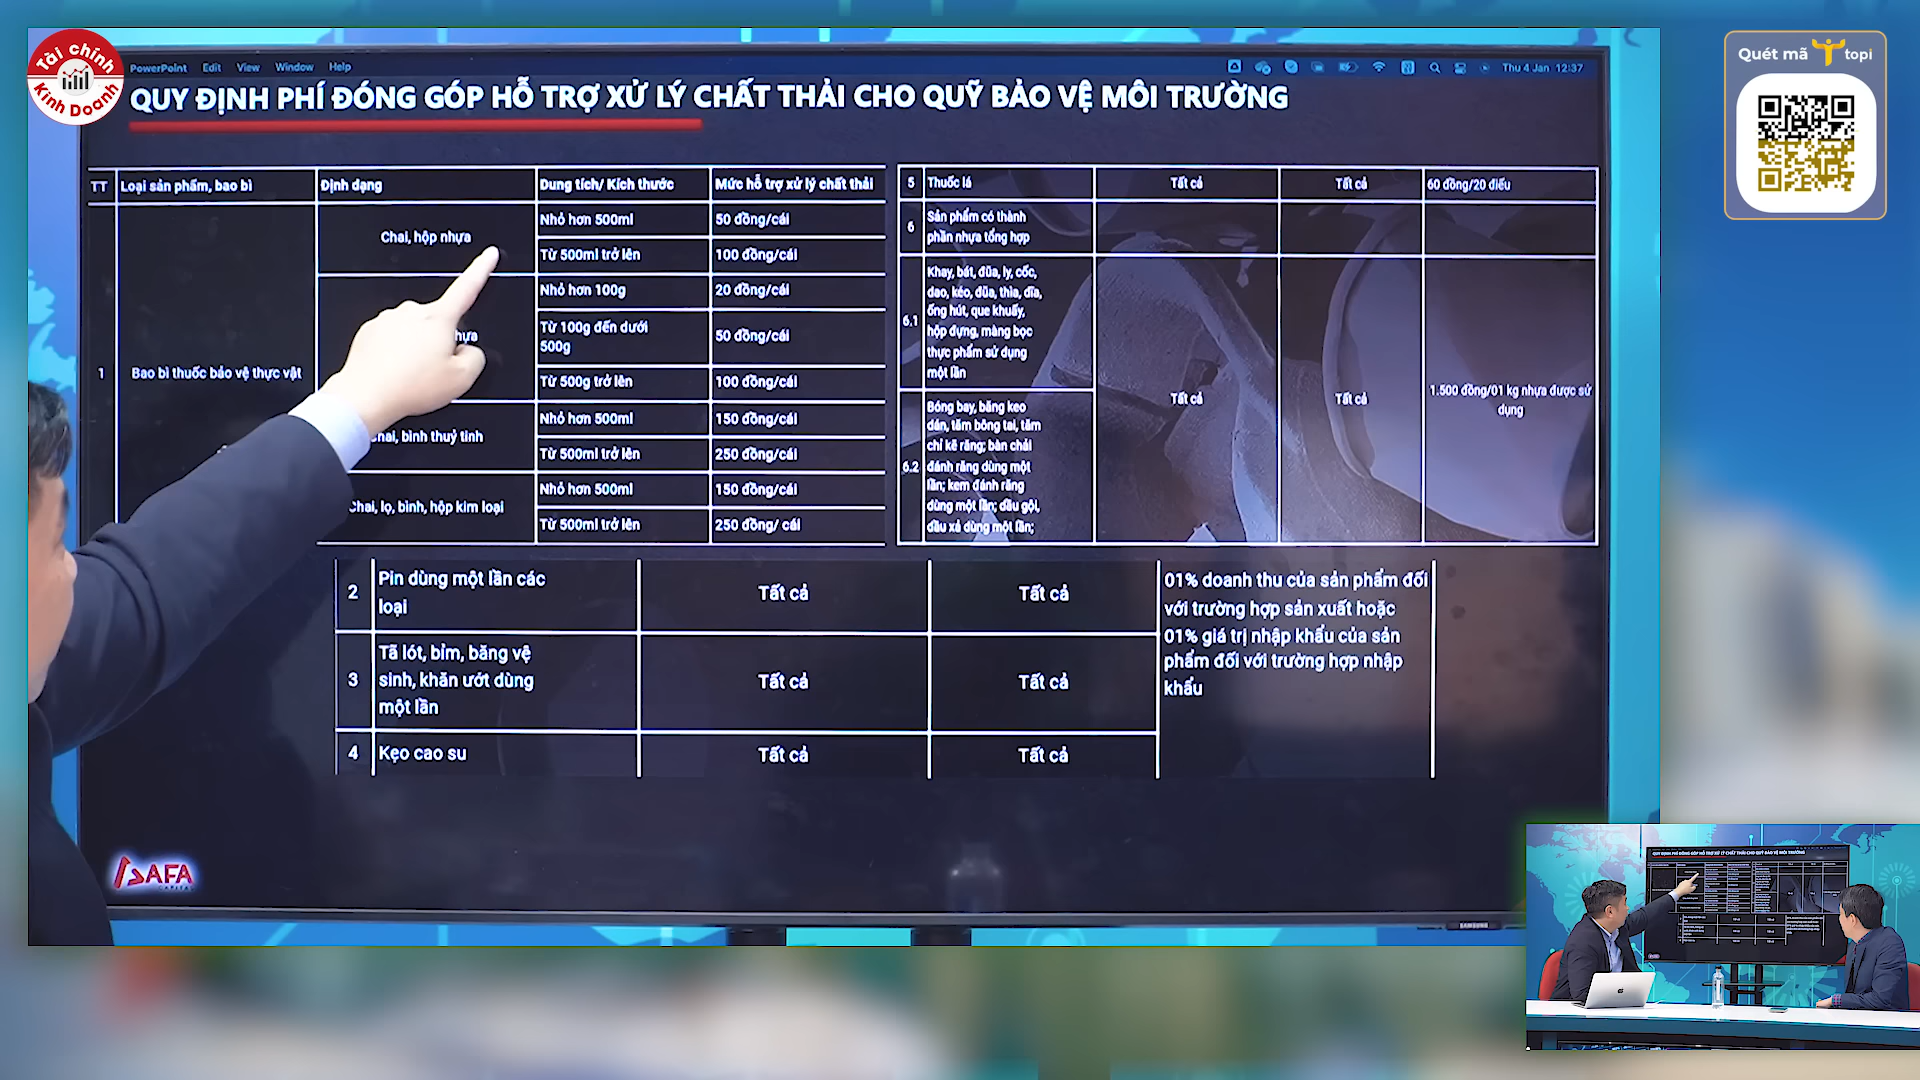 Tài chính
Kinh Doanh
PowerPoint Edit View Window Help
Thu 4 Jan 12:37
Quét mã topi
QUY ĐỊNH PHÍ ĐÓNG GÓP HỖ TRỢ XỬ LÝ CHẤT THẢI CHO QUỸ BẢO VỆ MÔI TRƯỜNG
TT Loại sản phẩm, bao bì Định dạng Dung tích/ Kích thước Mức hỗ trợ xử lý chất thải
1 Bao bì thuốc bảo vệ thực vật
Chai, hộp nhựa
Nhỏ hơn 500ml 50 đồng/cái
Từ 500ml trở lên 100 đồng/cái
Nhỏ hơn 100g 20 đồng/cái
Từ 100g đến dưới
500g
50 đồng/cái
Từ 500g trở lên 100 đồng/cái
bình thuỷ tinh
Nhỏ hơn 500ml 150 đồng/cái
Từ 500ml trở lên 250 đồng/cái
Chai, lọ, bình, hộp kim loại
Nhỏ hơn 500ml 150 đồng/cái
Từ 500ml trở lên 250 đồng/ cái
5 Thuốc lá Tất cả Tất cả 60 đồng/20 điếu
6 Sản phẩm có thành
phần nhựa tổng hợp
6.1 Khay, bát, đũa, ly, cốc,
dao, kéo, đũa, thìa, dĩa,
ống hút, que khuấy,
hộp đựng, màng bọc
thực phẩm sử dụng
một lần
6.2 Bóng bay, băng keo
dán, tăm bông tai, tăm
chỉ kẽ răng; bàn chải
đánh răng dùng một
lần; kem đánh răng
dùng một lần; dầu gội,
dầu xả dùng một lần;
Tất cả Tất cả
1.500 đồng/01 kg nhựa được sử
dụng
2 Pin dùng một lần các
loại
Tất cả Tất cả
3 Tã lót, bỉm, băng vệ
sinh, khăn ướt dùng
một lần
Tất cả Tất cả
4 Kẹo cao su Tất cả Tất cả
01% doanh thu của sản phẩm đối
với trường hợp sản xuất hoặc
01% giá trị nhập khẩu của sản
phẩm đối với trường hợp nhập
khẩu
AFA
CAPITAL
SAMSUNG